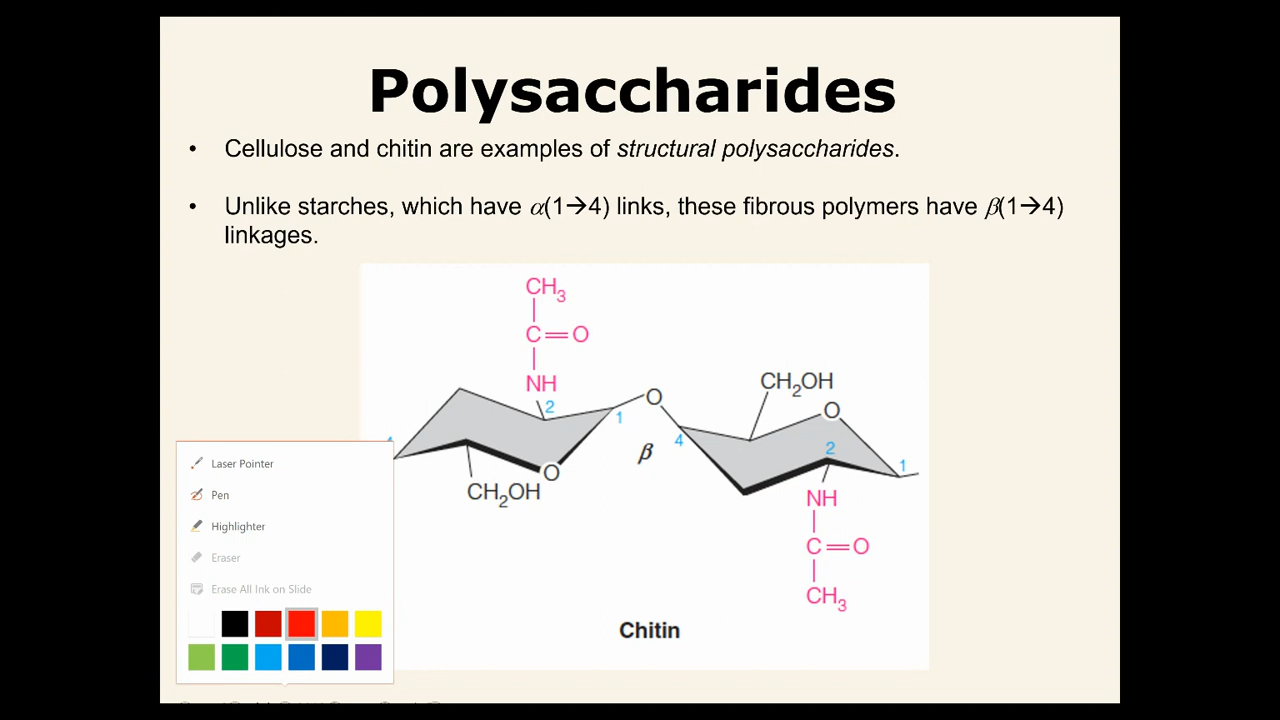 Polysaccharides
• Cellulose and chitin are examples of structural polysaccharides.
• Unlike starches, which have α(1→4) links, these fibrous polymers have β(1→4)
linkages.
CH3
C=O
NH
2
1
O
β
4
CH2OH
O
2
1
NH
C=O
CH3
O
CH2OH
Chitin
Laser Pointer
Pen
Highlighter
Eraser
Erase All Ink on Slide